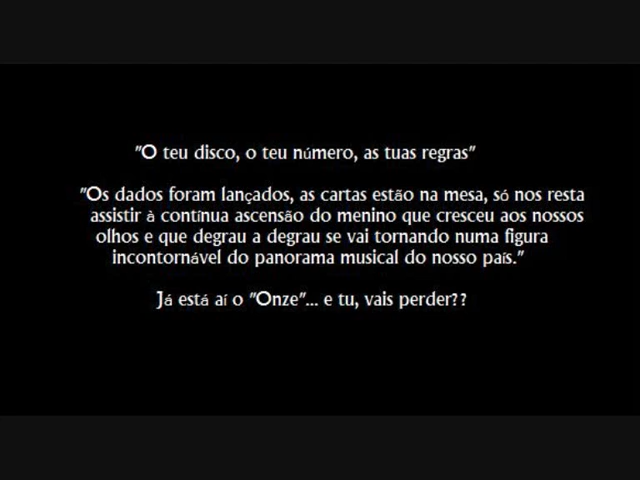 "O teu disco, o teu número, as tuas regras"
"Os dados foram lançados, as cartas estão na mesa, só nos resta
assistir à contínua ascensão do menino que cresceu aos nossos
olhos e que degrau a degrau se vai tornando numa figura
incontornável do panorama musical do nosso país."
Já está aí o "Onze"... e tu, vais perder??